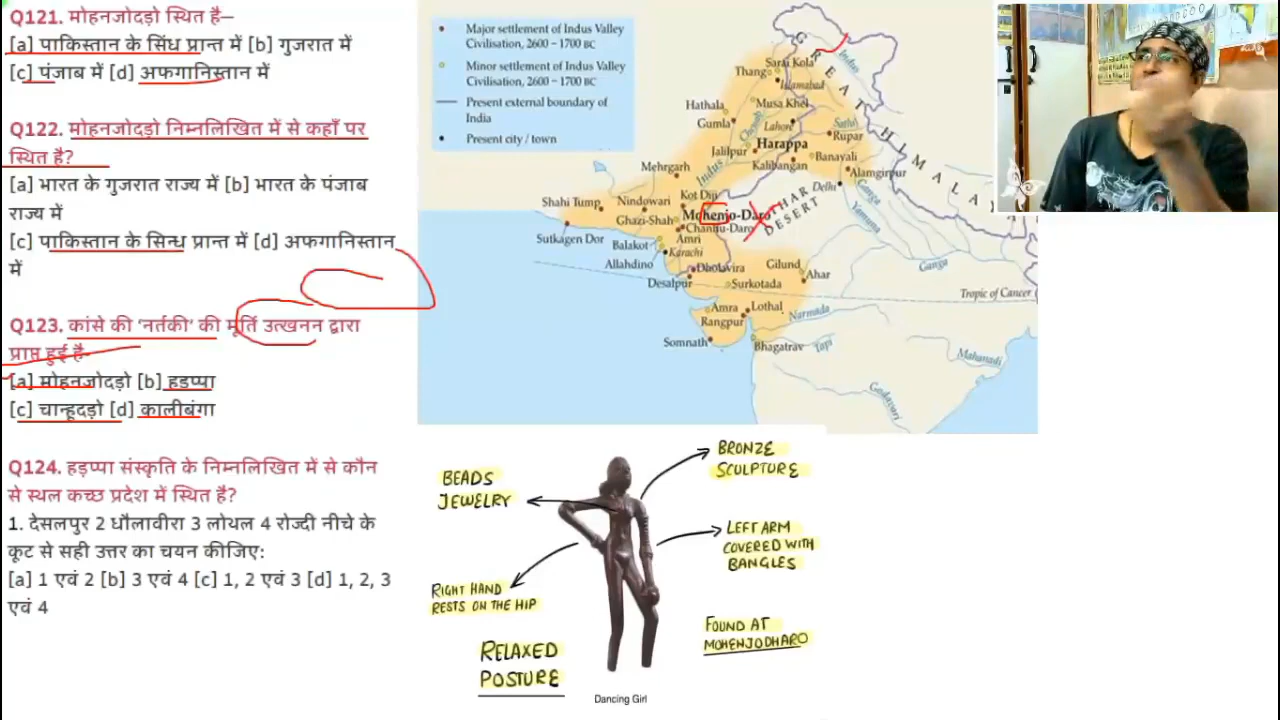 Q121. मोहनजोदड़ो स्थित है—
[a] पाकिस्तान के सिंध प्रान्त में [b] गुजरात में
[c] पंजाब में [d] अफगानिस्तान में
Q122. मोहनजोदड़ो निम्नलिखित में से कहाँ पर
स्थित है?
[a] भारत के गुजरात राज्य में [b] भारत के पंजाब
राज्य में
[c] पाकिस्तान के सिन्ध प्रान्त में [d] अफगानिस्तान
में
Q123. कांसे की 'नर्तकी' की मूर्ति उत्खनन द्वारा
प्राप्त हुई है-
[a] मोहनजोदड़ो [b] हडप्पा
[c] चान्हूदड़ो [d] कालीबंगा
Q124. हड़प्पा संस्कृति के निम्नलिखित में से कौन
से स्थल कच्छ प्रदेश में स्थित है?
1. देसलपुर 2 धौलावीरा 3 लोथल 4 रोज्दी नीचे के
कूट से सही उत्तर का चयन कीजिए:
[a] 1 एवं 2 [b] 3 एवं 4 [c] 1, 2 एवं 3 [d] 1, 2, 3
एवं 4
Major settlement of Indus Valley
Civilisation, 2600 – 1700 BC
Minor settlement of Indus Valley
Civilisation, 2600 – 1700 BC
Present external boundary of
India
Present city / town
GREAT
HIMALAYA
Indus
Sarai Kola
Thang
Islamabad
Hathala
Musa Khel
Gumla
Lahore
Rupar
Jalilpur
Harappa
Kalibangan
Banayali
Mehrgarh
Indus
Alamgirpur
Delhi
Ganga
Yamuna
Kot Diji
THAR
DESERT
Shahi Tump
Nindowari
Mohenjo-Daro
Ghazi-Shah
Chanhu-Daro
Sutkagen Dor
Balakot
Amri
Karachi
Allahdino
Dholavira
Gilund
Ganga
Desalpur
Surkotada
Ahar
Tropic of Cancer
Amra
Lothal
Rangpur
Narmada
Somnath
Bhagatrav
Tapi
Mahanadi
Godavari
BRONZE
SCULPTURE
BEADS
JEWELRY
LEFT ARM
COVERED WITH
BANGLES
RIGHT HAND
RESTS ON THE HIP
FOUND AT
MOHENJODHARO
RELAXED
POSTURE
Dancing Girl